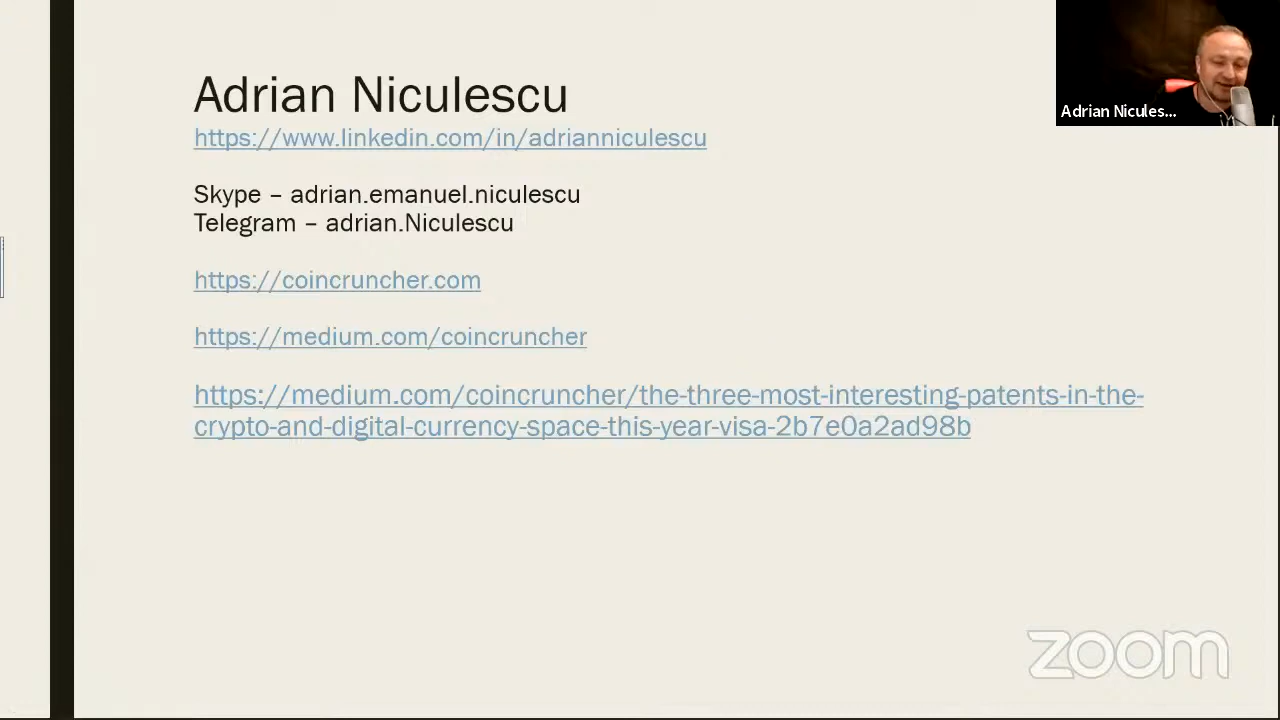 Adrian Niculescu
https://www.linkedin.com/in/adrianniculescu
Skype – adrian.emanuel.niculescu
Telegram – adrian.Niculescu
https://coincruncher.com
https://medium.com/coincruncher
https://medium.com/coincruncher/the-three-most-interesting-patents-in-the-
crypto-and-digital-currency-space-this-year-visa-2b7e0a2ad98b
Adrian Nicules...
zoom